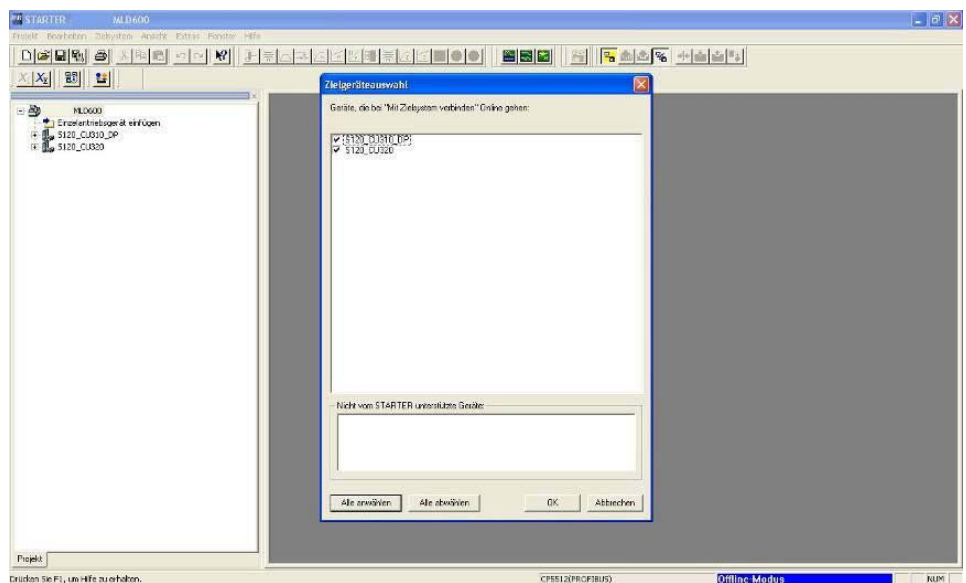 STARTER MLD600
Projekt Bearbeiten Zielsystem Ansicht Extras Fenster Hilfe
MLD600
Einzelantriebsgerät einfügen
S120_CU310_DP
S120_CU320
Projekt
Zielgeräteauswahl
Geräte, die bei "Mit Zielsystem verbinden" Online gehen:
S120_CU310_DP
S120_CU320
Nicht vom STARTER unterstützte Geräte:
Alle anwählen Alle abwählen OK Abbrechen
Drücken Sie F1, um Hilfe zu erhalten. CP5512(PROFIBUS) Offline-Modus NUM